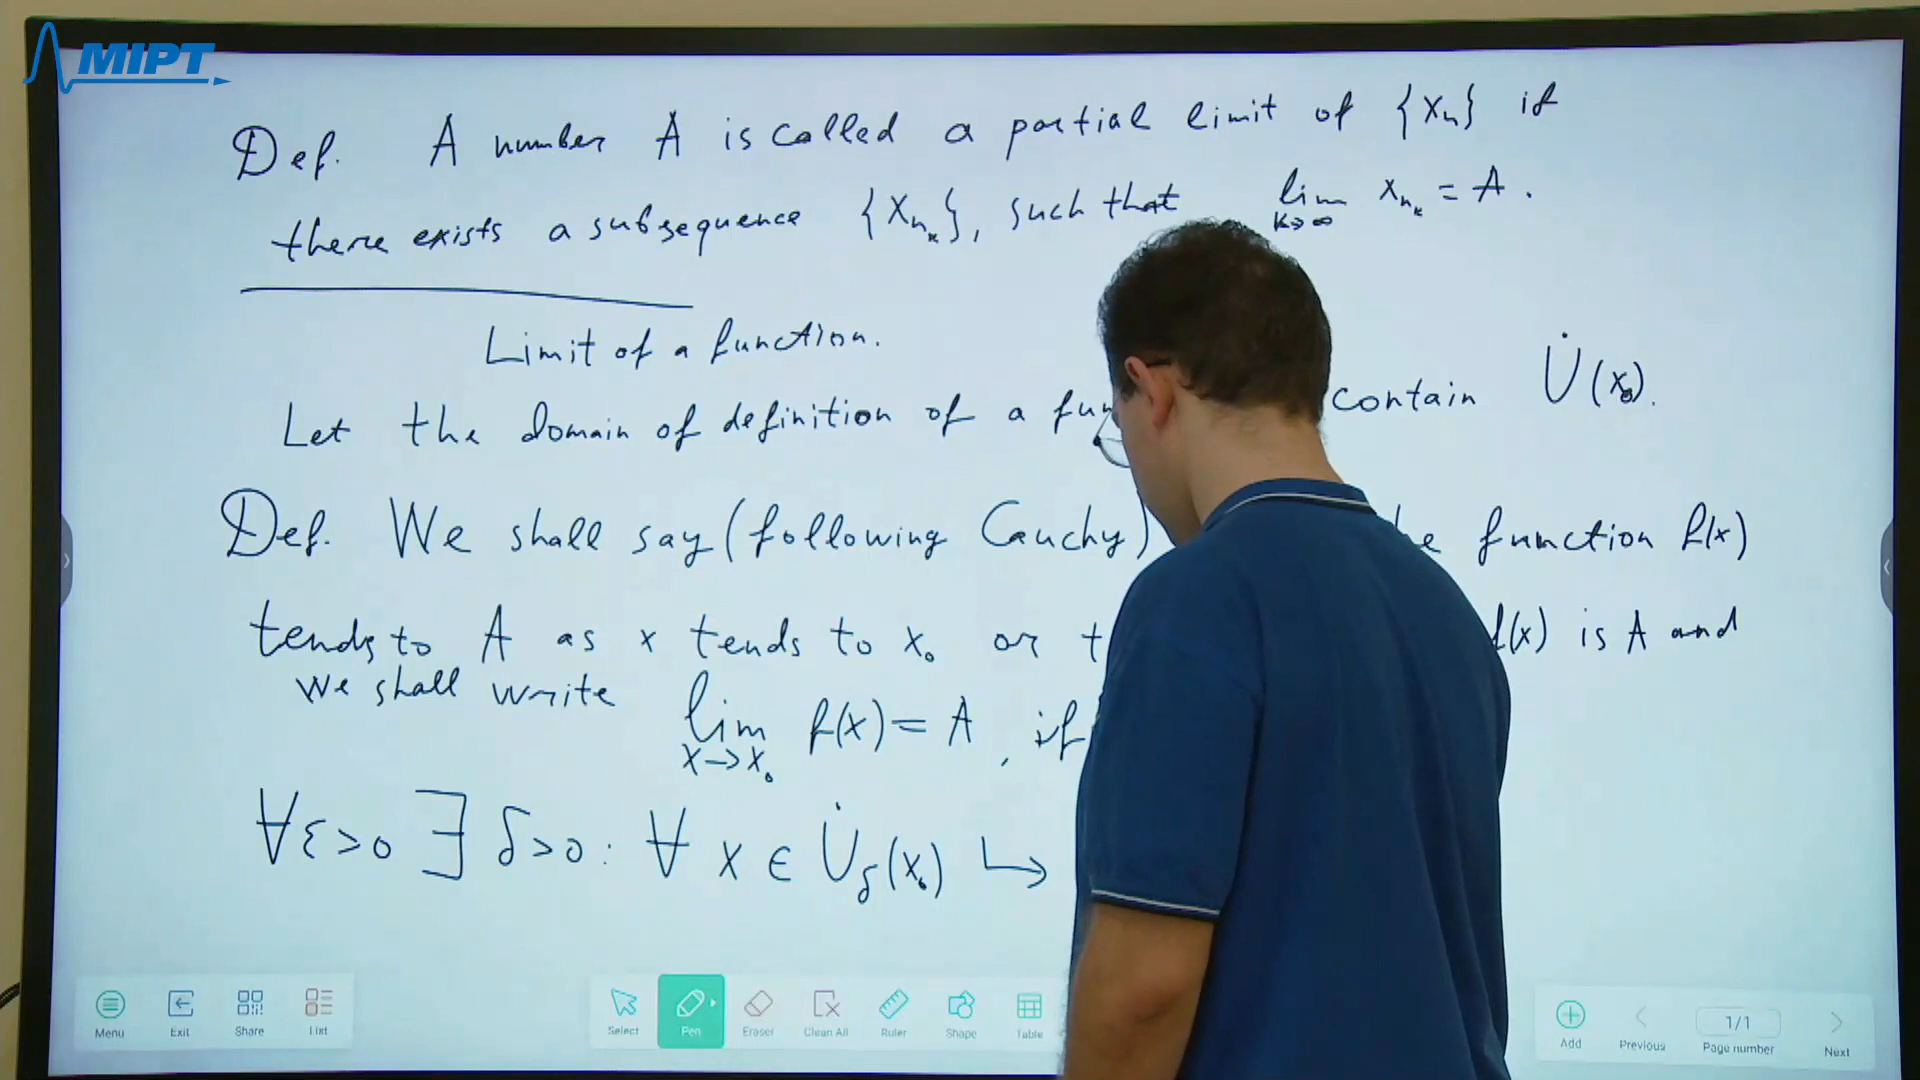 MIPT
Def. A number A is called a partial limit of {xₙ} if
there exists a subsequence {xₙₖ}, such that lim k→∞ xₙₖ = A.
Limit of a function.
Let the domain of definition of a contain U̇(x₀).
Def. We shall say (following Cauchy) function f(x)
tends to A as x tends to x₀ or f(x) is A and
we shall write lim x→x₀ f(x) = A, if
∀ε>0 ∃ δ>0: ∀ x ∈ U̇_δ(x₀) ↪
Menu Exit Share List Select Pen Eraser Clean All Ruler Shape Table Add Previous 1/1 Page number Next